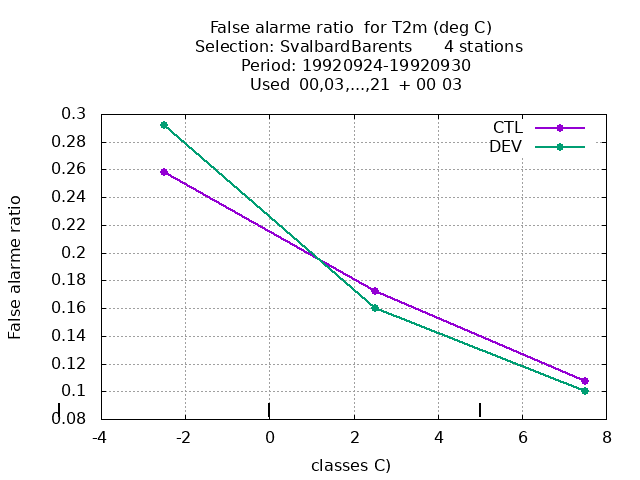 False alarme ratio  for T2m (deg C)
Selection: SvalbardBarents      4 stations
Period: 19920924-19920930
Used  00,03,...,21  + 00 03
CTL
DEV
False alarme ratio
0.3
0.28
0.26
0.24
0.22
0.2
0.18
0.16
0.14
0.12
0.1
0.08
-4 -2 0 2 4 6 8
classes C)